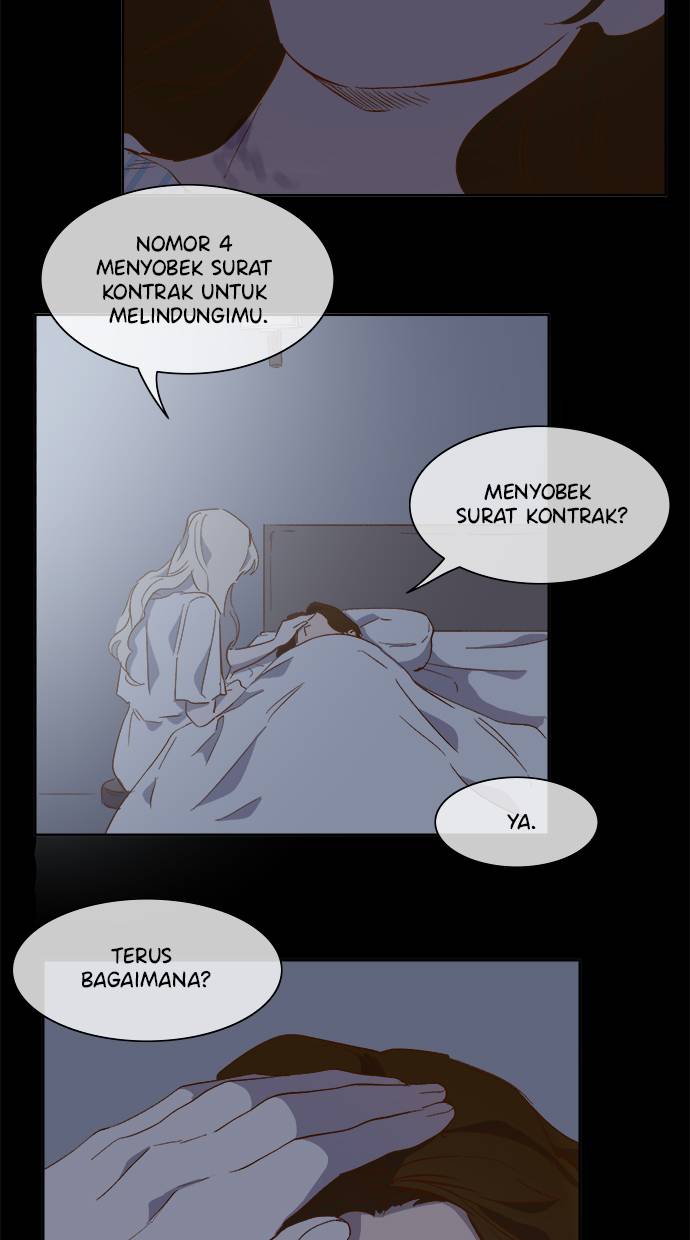 NOMOR 4
MENYOBEK SURAT
KONTRAK UNTUK
MELINDUNGIMU.
MENYOBEK
SURAT KONTRAK?
YA.
TERUS
BAGAIMANA?